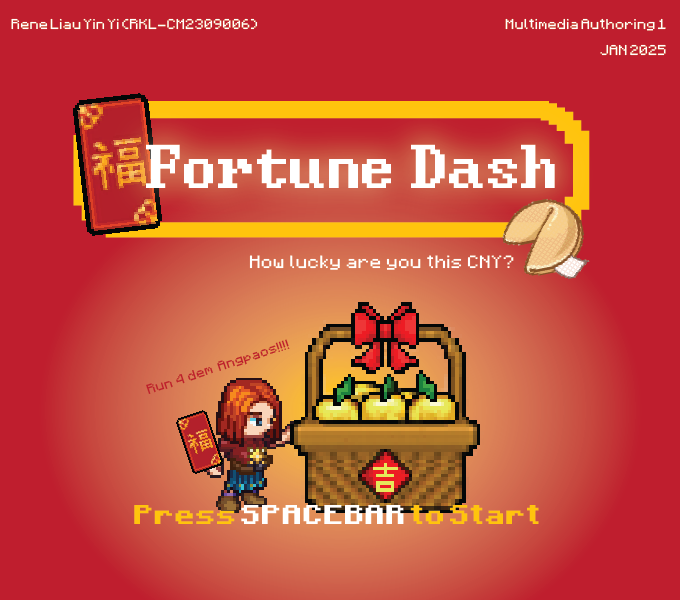 Rene Liau Yin Yi (RKL-CM2309006)
Multimedia Authoring 1
JAN 2025
福
Fortune Dash
How lucky are you this CNY?
Run 4 dem Angpaos!!!!
福
吉
Press SPACEBAR to Start